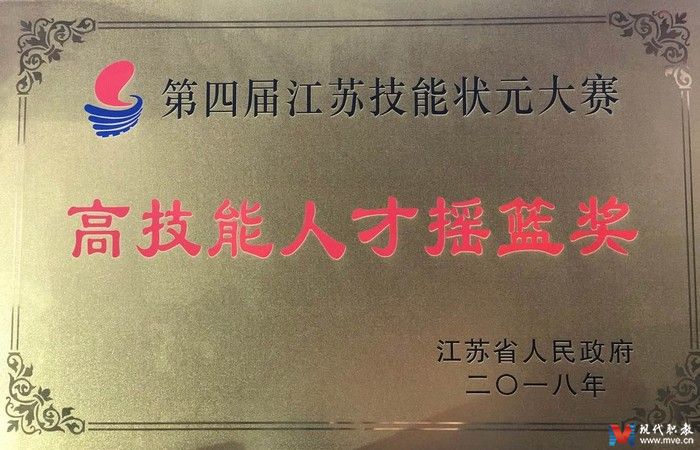 第四届江苏技能状元大赛
高技能人才摇篮奖
江苏省人民政府
二〇一八年
现代职教
www.mve.cn